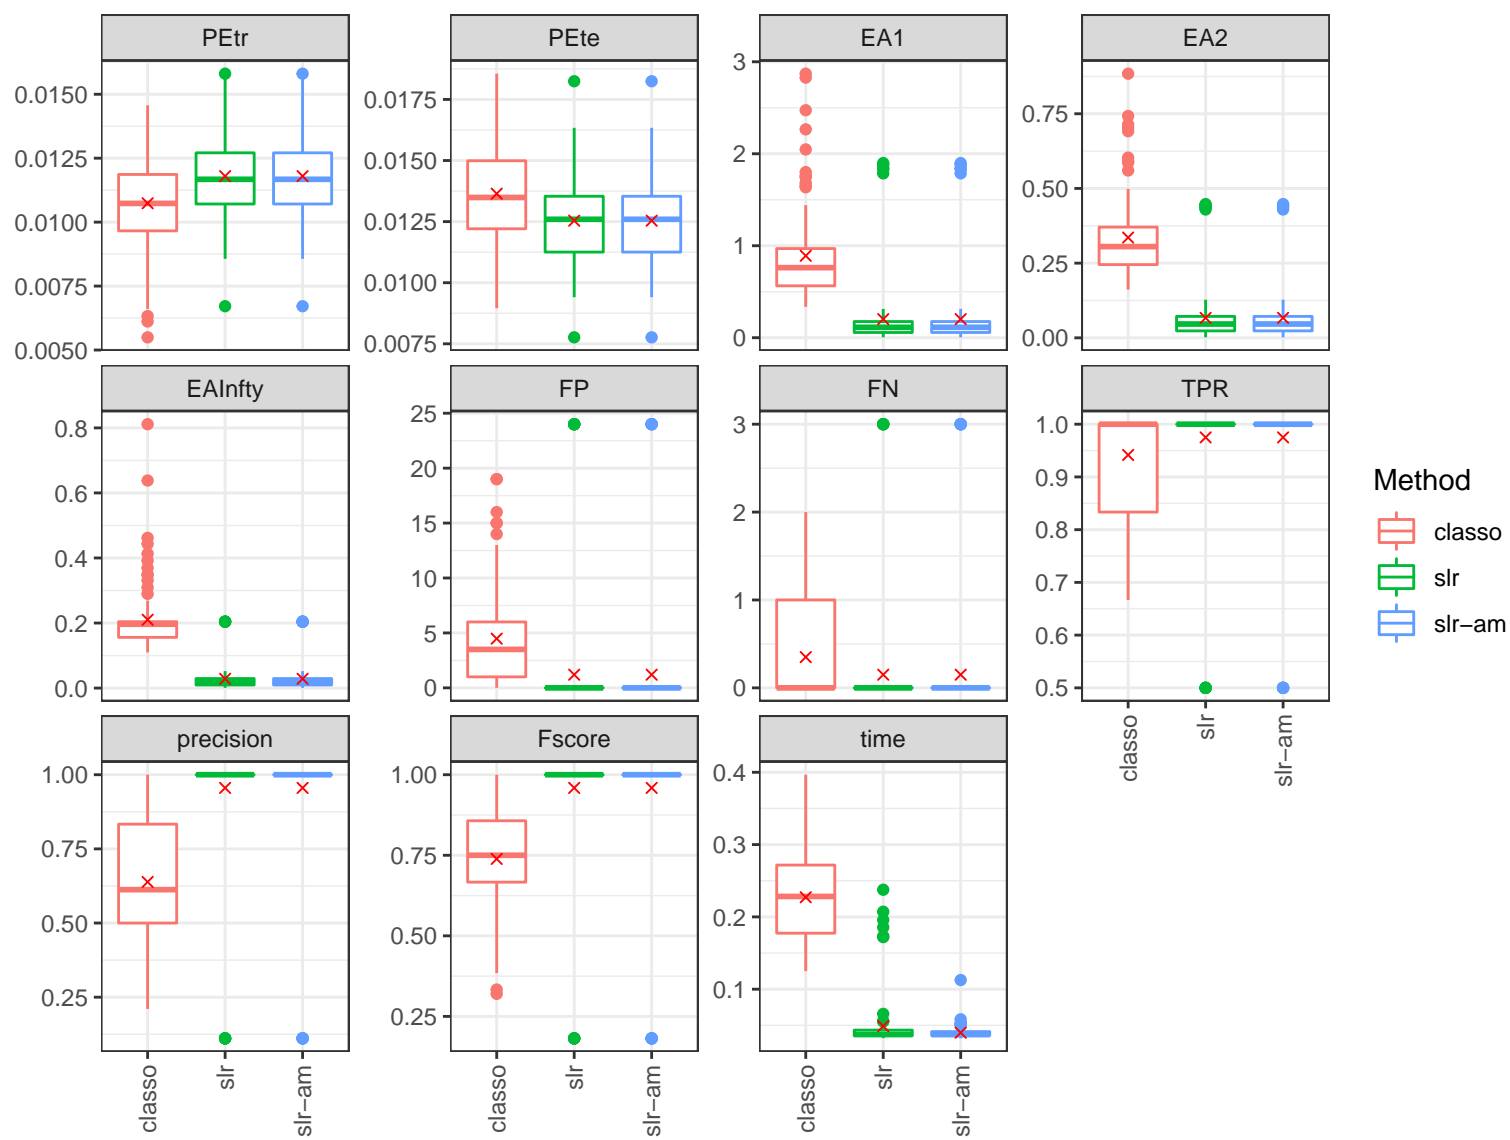 PEtr
PEte
EA1
EA2
0.0150
0.0125
0.0100
0.0075
0.0050
0.0175
0.0150
0.0125
0.0100
0.0075
3
2
1
0
0.75
0.50
0.25
0.00
EAInfty
FP
FN
TPR
0.8
0.6
0.4
0.2
0.0
25
20
15
10
5
0
3
2
1
0
1.0
0.9
0.8
0.7
0.6
0.5
classo
slr
slr-am
precision
Fscore
time
1.00
0.75
0.50
0.25
1.00
0.75
0.50
0.25
0.4
0.3
0.2
0.1
classo
slr
slr-am
classo
slr
slr-am
classo
slr
slr-am
Method
classo
slr
slr-am